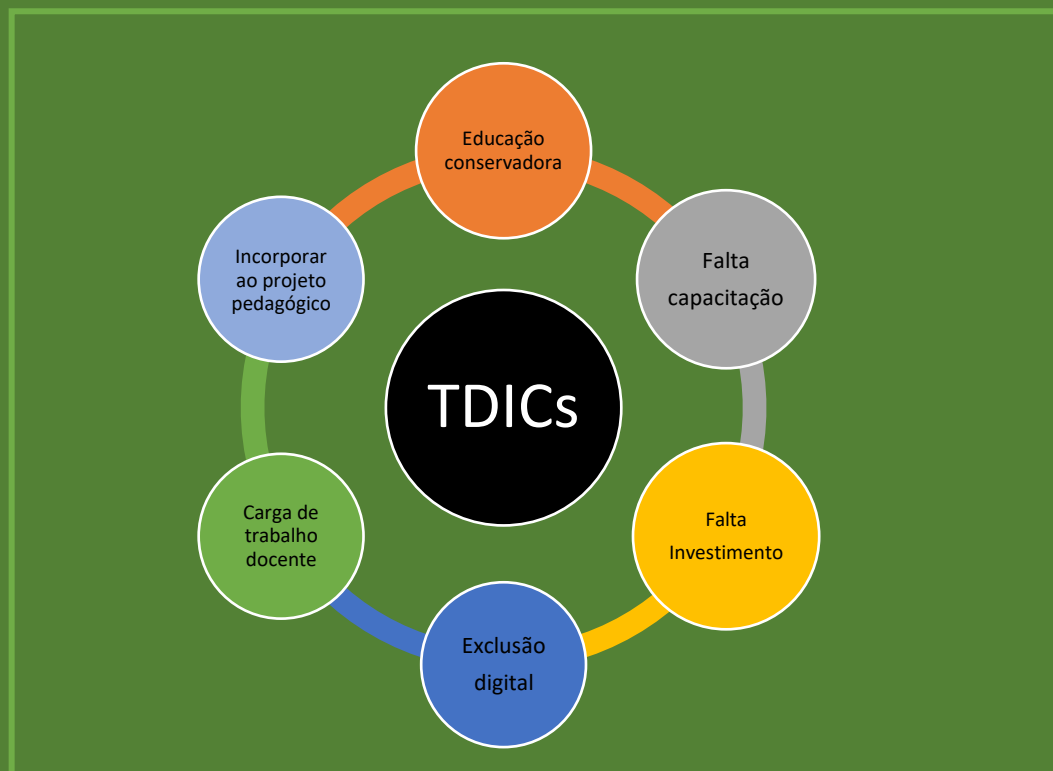 Educação
conservadora
Falta
capacitação
Falta
Investimento
Exclusão
digital
Carga de
trabalho
docente
Incorporar
ao projeto
pedagógico
TDICs